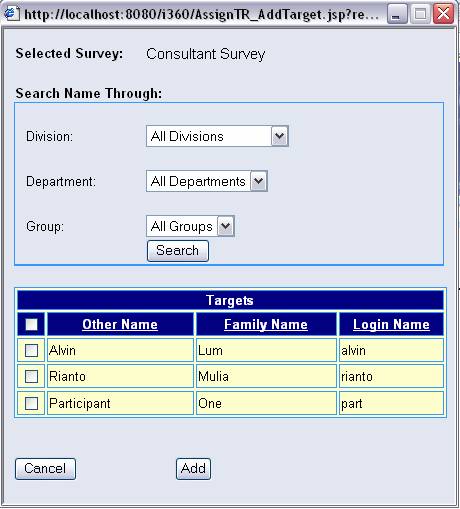 http://localhost:8080/i360/AssignTR_AddTarget.jsp?re...
Selected Survey: Consultant Survey
Search Name Through:
Division: All Divisions
Department: All Departments
Group: All Groups
Search
Targets
Other Name Family Name Login Name
Alvin Lum alvin
Rianto Mulia rianto
Participant One part
Cancel Add